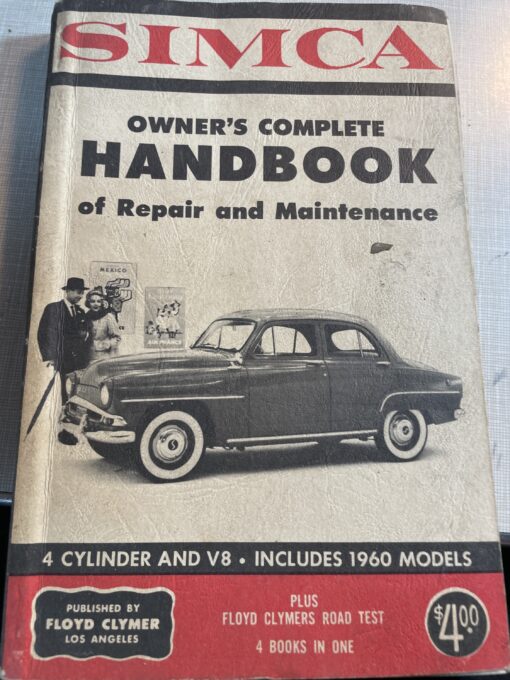 SIMCA
OWNER'S COMPLETE
HANDBOOK
of Repair and Maintenance
MEXICO
AIR FRANCE
4 CYLINDER AND V8 • INCLUDES 1960 MODELS
PUBLISHED BY
FLOYD CLYMER
LOS ANGELES
PLUS
FLOYD CLYMERS ROAD TEST
4 BOOKS IN ONE
$4.00